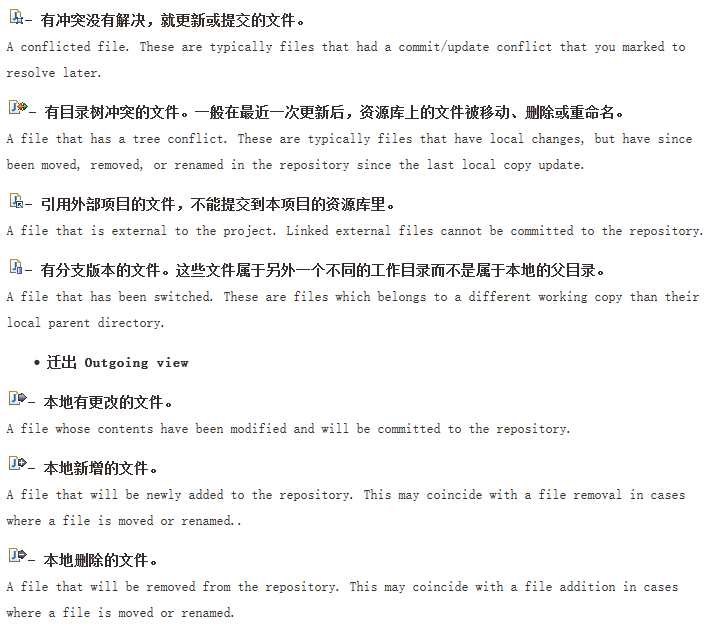 – 有冲突没有解决，就更新或提交的文件。
A conflicted file. These are typically files that had a commit/update conflict that you marked to
resolve later.
– 有目录树冲突的文件。一般在最近一次更新后，资源库上的文件被移动、删除或重命名。
A file that has a tree conflict. These are typically files that have local changes, but have since
been moved, removed, or renamed in the repository since the last local copy update.
– 引用外部项目的文件，不能提交到本项目的资源库里。
A file that is external to the project. Linked external files cannot be committed to the repository.
– 有分支版本的文件。这些文件属于另外一个不同的工作目录而不是属于本地的父目录。
A file that has been switched. These are files which belongs to a different working copy than their
local parent directory.
• 迁出 Outgoing view
– 本地有更改的文件。
A file whose contents have been modified and will be committed to the repository.
– 本地新增的文件。
A file that will be newly added to the repository. This may coincide with a file removal in cases
where a file is moved or renamed..
– 本地删除的文件。
A file that will be removed from the repository. This may coincide with a file addition in cases
where a file is moved or renamed.